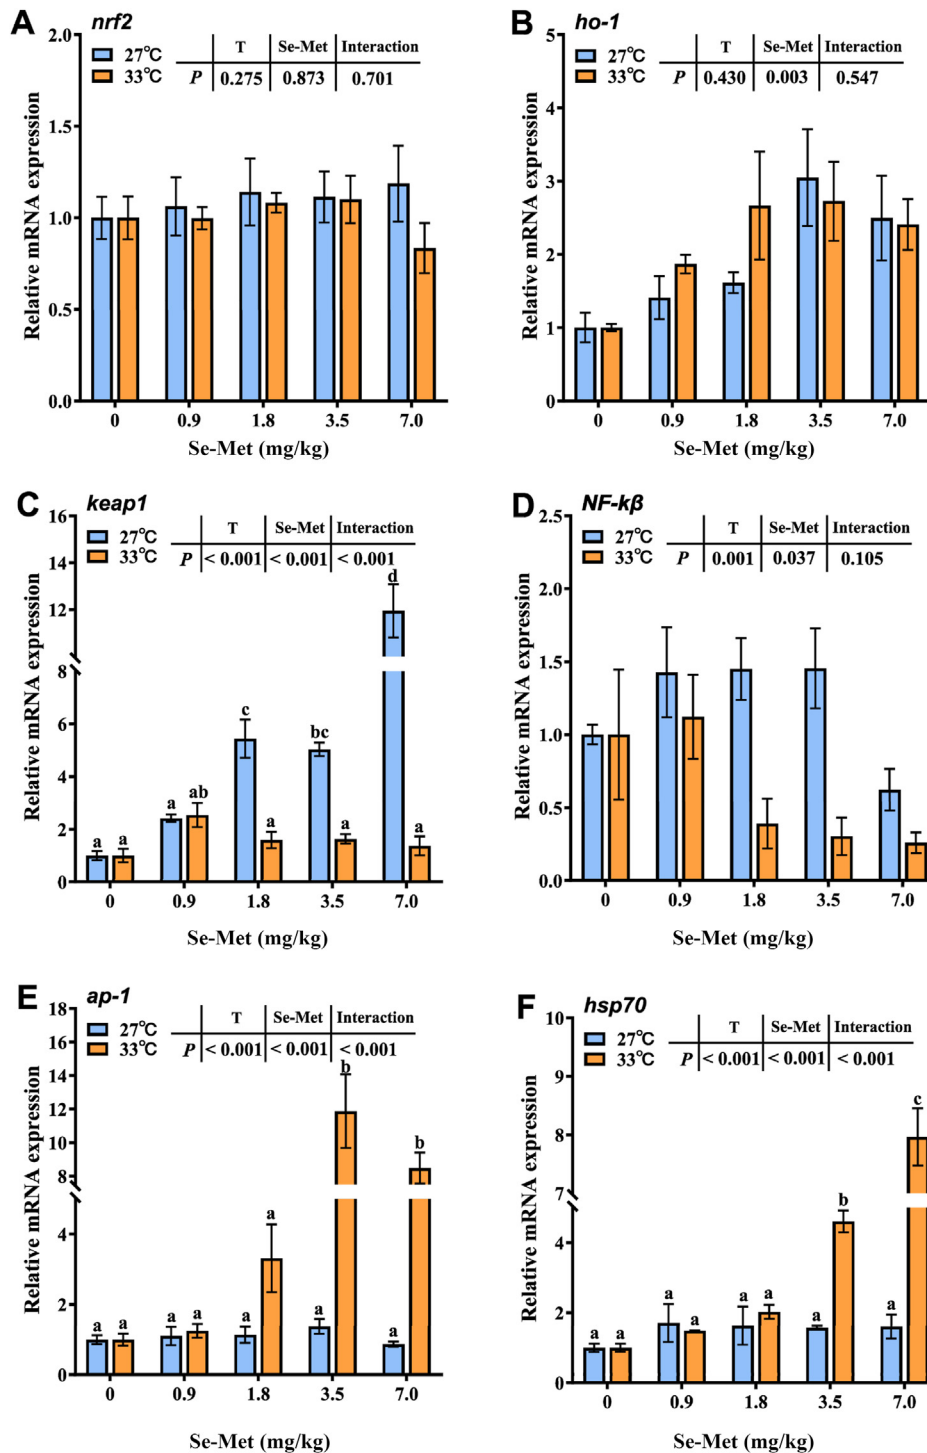 A nrf2
2.0
27°C
33°C
T Se-Met Interaction
P 0.275 0.873 0.701
1.5
1.0
0.5
0.0
Relative mRNA expression
0 0.9 1.8 3.5 7.0
Se-Met (mg/kg)
B ho-1
5
27°C
33°C
T Se-Met Interaction
P 0.430 0.003 0.547
4
3
2
1
0
Relative mRNA expression
0 0.9 1.8 3.5 7.0
Se-Met (mg/kg)
C keap1
16
27°C
33°C
T Se-Met Interaction
P < 0.001 < 0.001 < 0.001
14
12
8
6
4
2
0
Relative mRNA expression
a a a ab c a bc a d a
0 0.9 1.8 3.5 7.0
Se-Met (mg/kg)
D NF-kβ
2.5
27°C
33°C
T Se-Met Interaction
P 0.001 0.037 0.105
2.0
1.5
1.0
0.5
0.0
Relative mRNA expression
0 0.9 1.8 3.5 7.0
Se-Met (mg/kg)
E ap-1
18
27°C
33°C
T Se-Met Interaction
P < 0.001 < 0.001 < 0.001
16
14
12
10
8
4
2
0
Relative mRNA expression
a a a a a a a b a b
0 0.9 1.8 3.5 7.0
Se-Met (mg/kg)
F hsp70
10
27°C
33°C
T Se-Met Interaction
P < 0.001 < 0.001 < 0.001
9
8
7
4
2
0
Relative mRNA expression
a a a a a a a b a c
0 0.9 1.8 3.5 7.0
Se-Met (mg/kg)